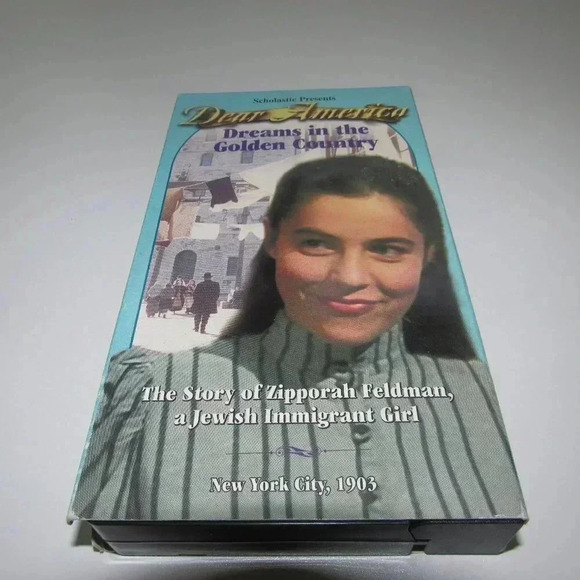 Scholastic Presents
Dear America
Dreams in the
Golden Country
The Story of Zipporah Feldman,
a Jewish Immigrant Girl
New York City, 1903